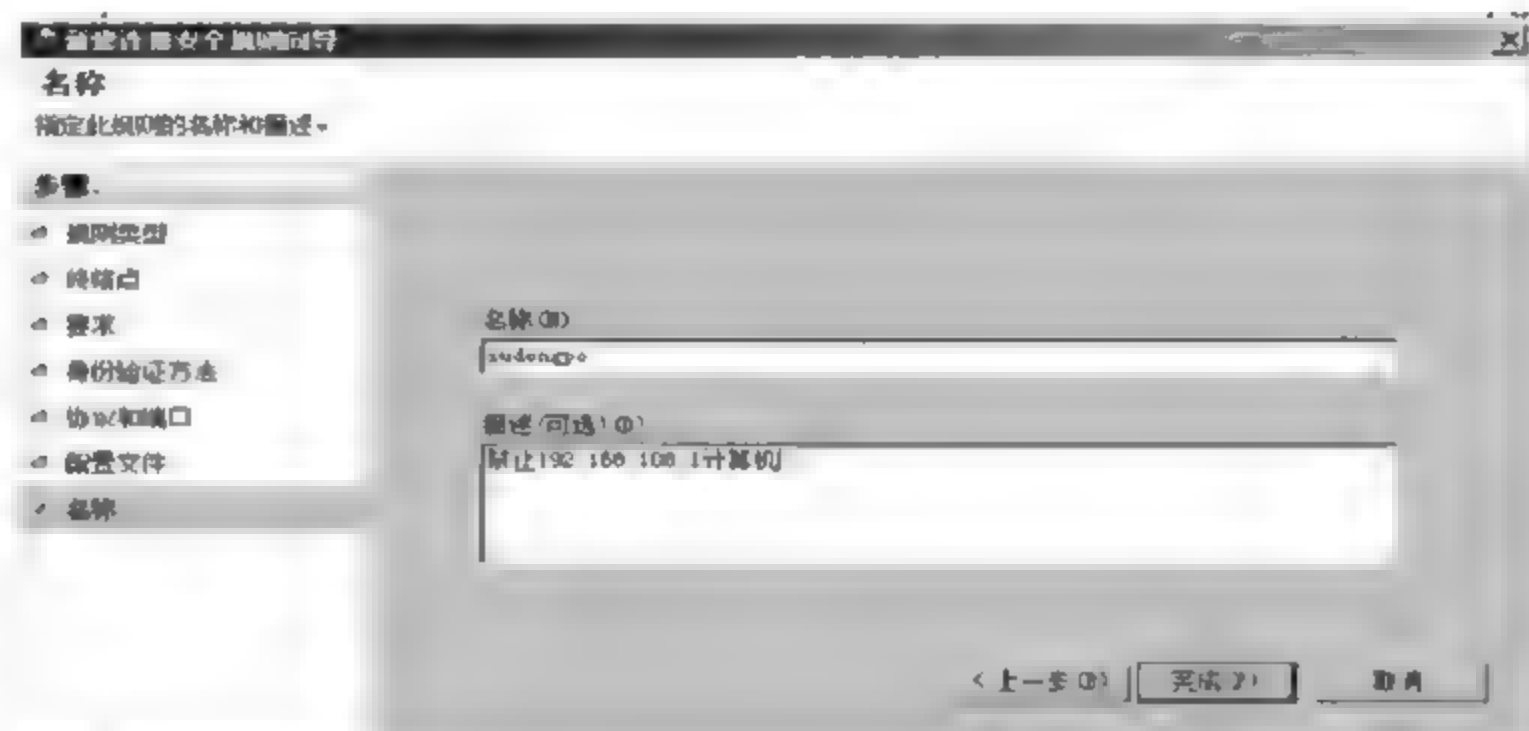 新建连接安全规则向导
名称
指定此规则的名称和描述。
步骤:
规则类型
终结点
要求
身份验证方法
协议和端口
配置文件
名称
名称(N)
sudongpo
描述(可选)(D)
禁止192.168.100.1计算机
< 上一步(B)
完成(F)
取消